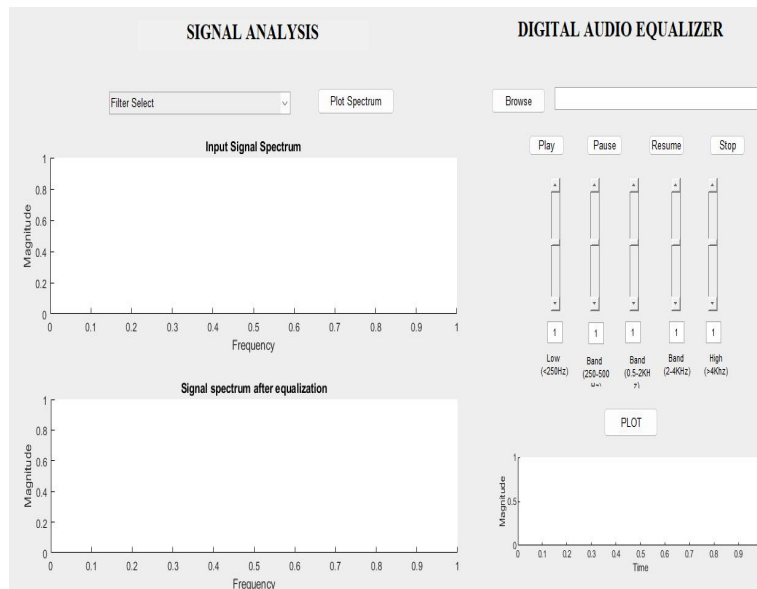 SIGNAL ANALYSIS
Filter Select
Plot Spectrum
Input Signal Spectrum
1
0.8
0.6
0.4
0.2
0
Magnitude
0 0.1 0.2 0.3 0.4 0.5 0.6 0.7 0.8 0.9 1
Frequency
Signal spectrum after equalization
1
0.8
0.6
0.4
0.2
0
Magnitude
0 0.1 0.2 0.3 0.4 0.5 0.6 0.7 0.8 0.9 1
Frequency
DIGITAL AUDIO EQUALIZER
Browse
Play Pause Resume Stop
1 1 1 1 1
Low
(<250Hz)
Band
(250-500
Hz)
Band
(0.5-2KH
z)
Band
(2-4KHz)
High
(>4Khz)
PLOT
1
0.5
0
Magnitude
0 0.1 0.2 0.3 0.4 0.5 0.6 0.7 0.8 0.9
Time